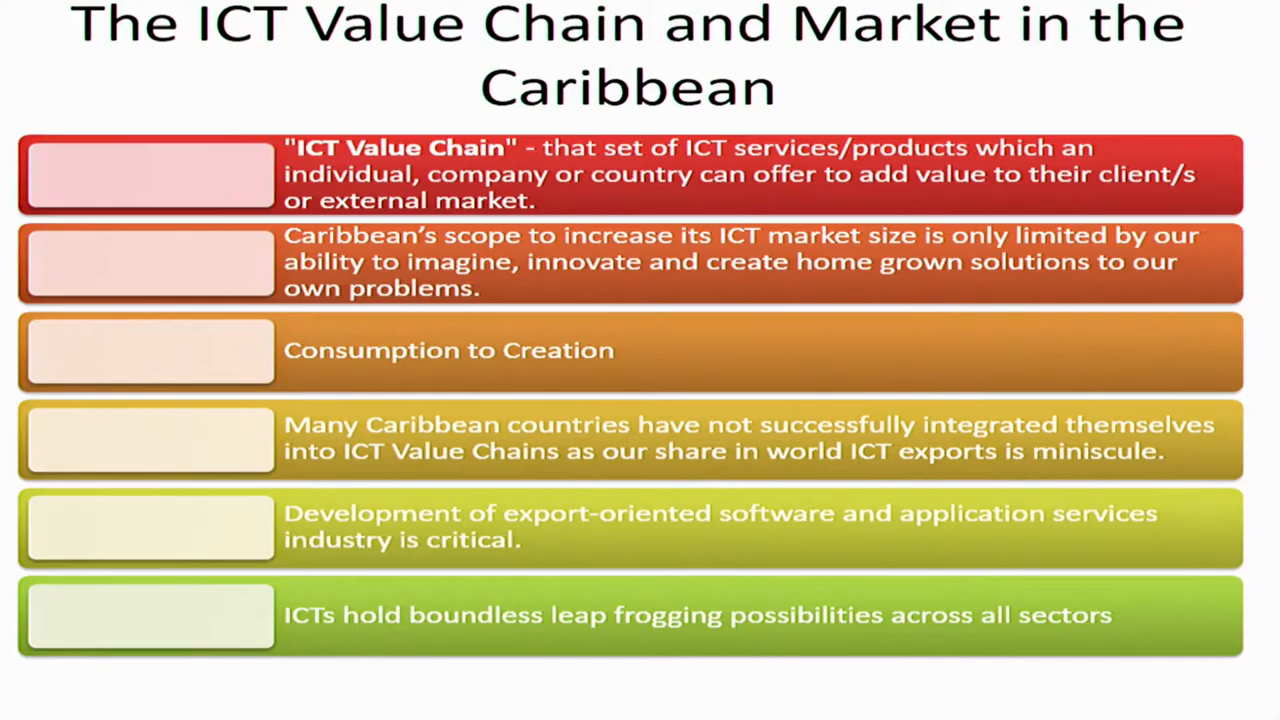 The ICT Value Chain and Market in the
Caribbean
"ICT Value Chain" - that set of ICT services/products which an
individual, company or country can offer to add value to their client/s
or external market.
Caribbean’s scope to increase its ICT market size is only limited by our
ability to imagine, innovate and create home grown solutions to our
own problems.
Consumption to Creation
Many Caribbean countries have not successfully integrated themselves
into ICT Value Chains as our share in world ICT exports is miniscule.
Development of export-oriented software and application services
industry is critical.
ICTs hold boundless leap frogging possibilities across all sectors